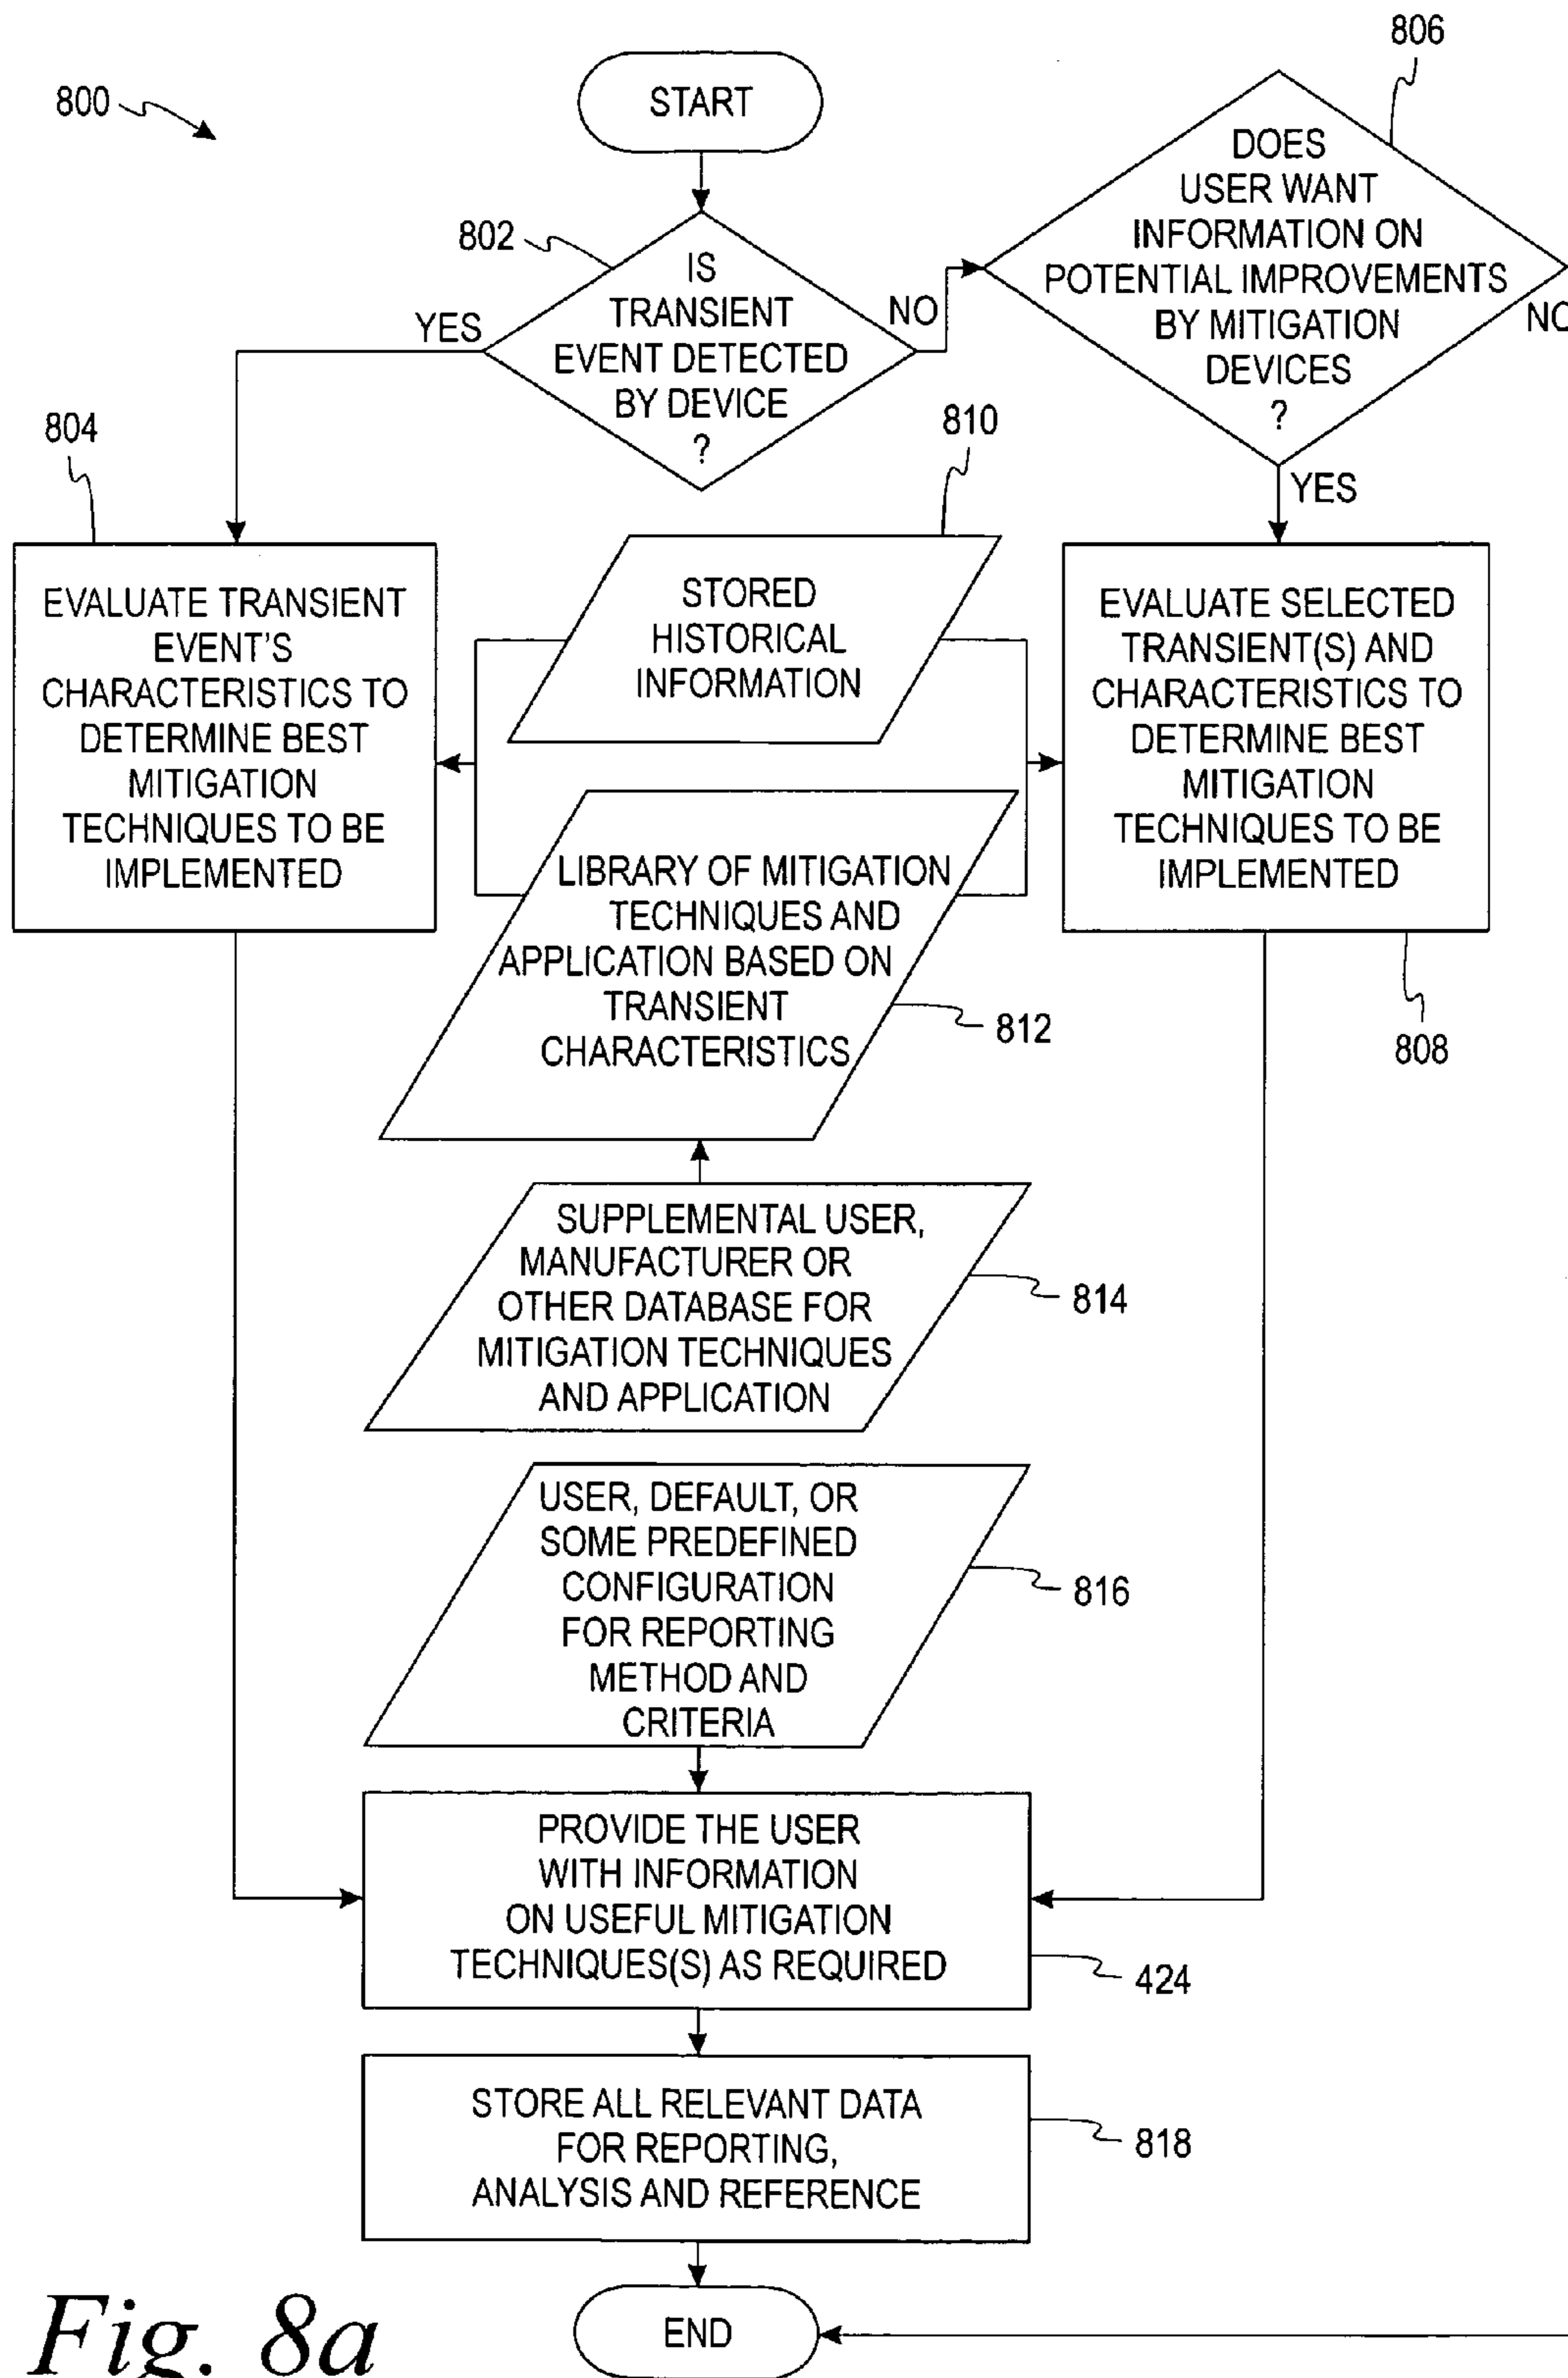 800
START
806
DOES
USER WANT
INFORMATION ON
POTENTIAL IMPROVEMENTS
BY MITIGATION
DEVICES
?
NO
YES
802
IS
TRANSIENT
EVENT DETECTED
BY DEVICE
?
YES
NO
804
EVALUATE TRANSIENT
EVENT'S
CHARACTERISTICS TO
DETERMINE BEST
MITIGATION
TECHNIQUES TO BE
IMPLEMENTED
810
STORED
HISTORICAL
INFORMATION
EVALUATE SELECTED
TRANSIENT(S) AND
CHARACTERISTICS TO
DETERMINE BEST
MITIGATION
TECHNIQUES TO BE
IMPLEMENTED
808
LIBRARY OF MITIGATION
TECHNIQUES AND
APPLICATION BASED ON
TRANSIENT
CHARACTERISTICS
812
SUPPLEMENTAL USER,
MANUFACTURER OR
OTHER DATABASE FOR
MITIGATION TECHNIQUES
AND APPLICATION
814
USER, DEFAULT, OR
SOME PREDEFINED
CONFIGURATION
FOR REPORTING
METHOD AND
CRITERIA
816
PROVIDE THE USER
WITH INFORMATION
ON USEFUL MITIGATION
TECHNIQUES(S) AS REQUIRED
424
STORE ALL RELEVANT DATA
FOR REPORTING,
ANALYSIS AND REFERENCE
818
END
Fig. 8a